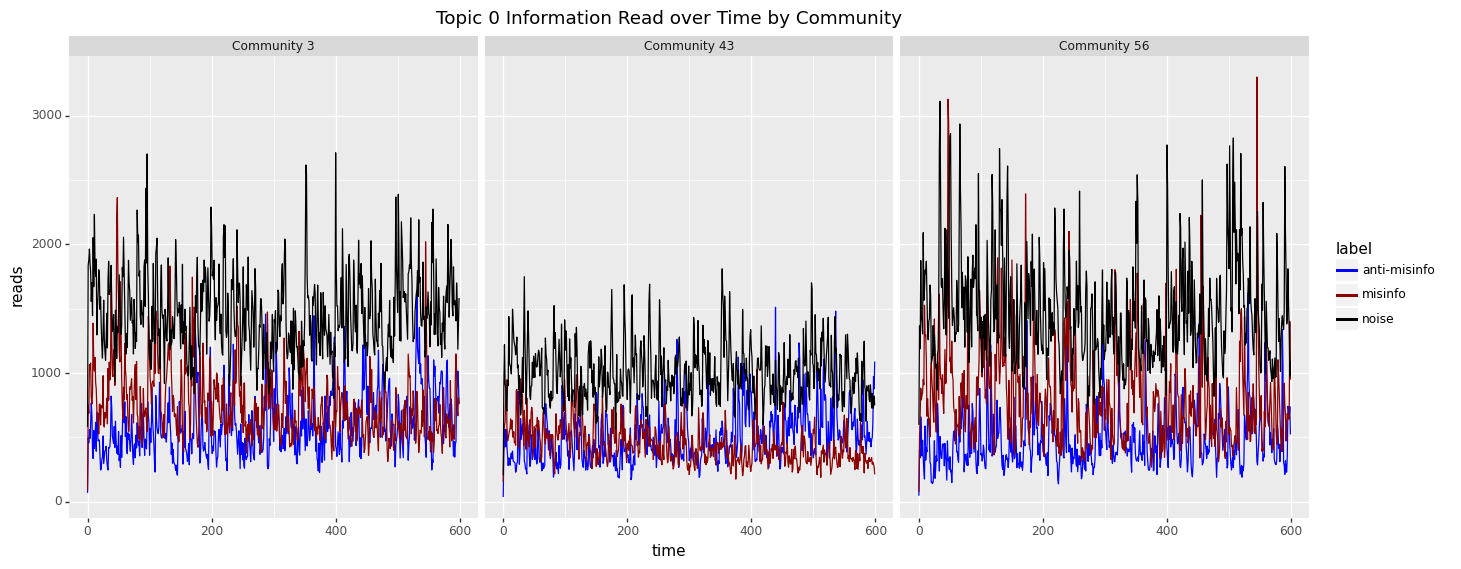 Topic 0 Information Read over Time by Community
Community 3
Community 43
Community 56
3000
2000
1000
0
reads
0 200 400 600
0 200 400 600
0 200 400 600
time
label
anti-misinfo
misinfo
noise